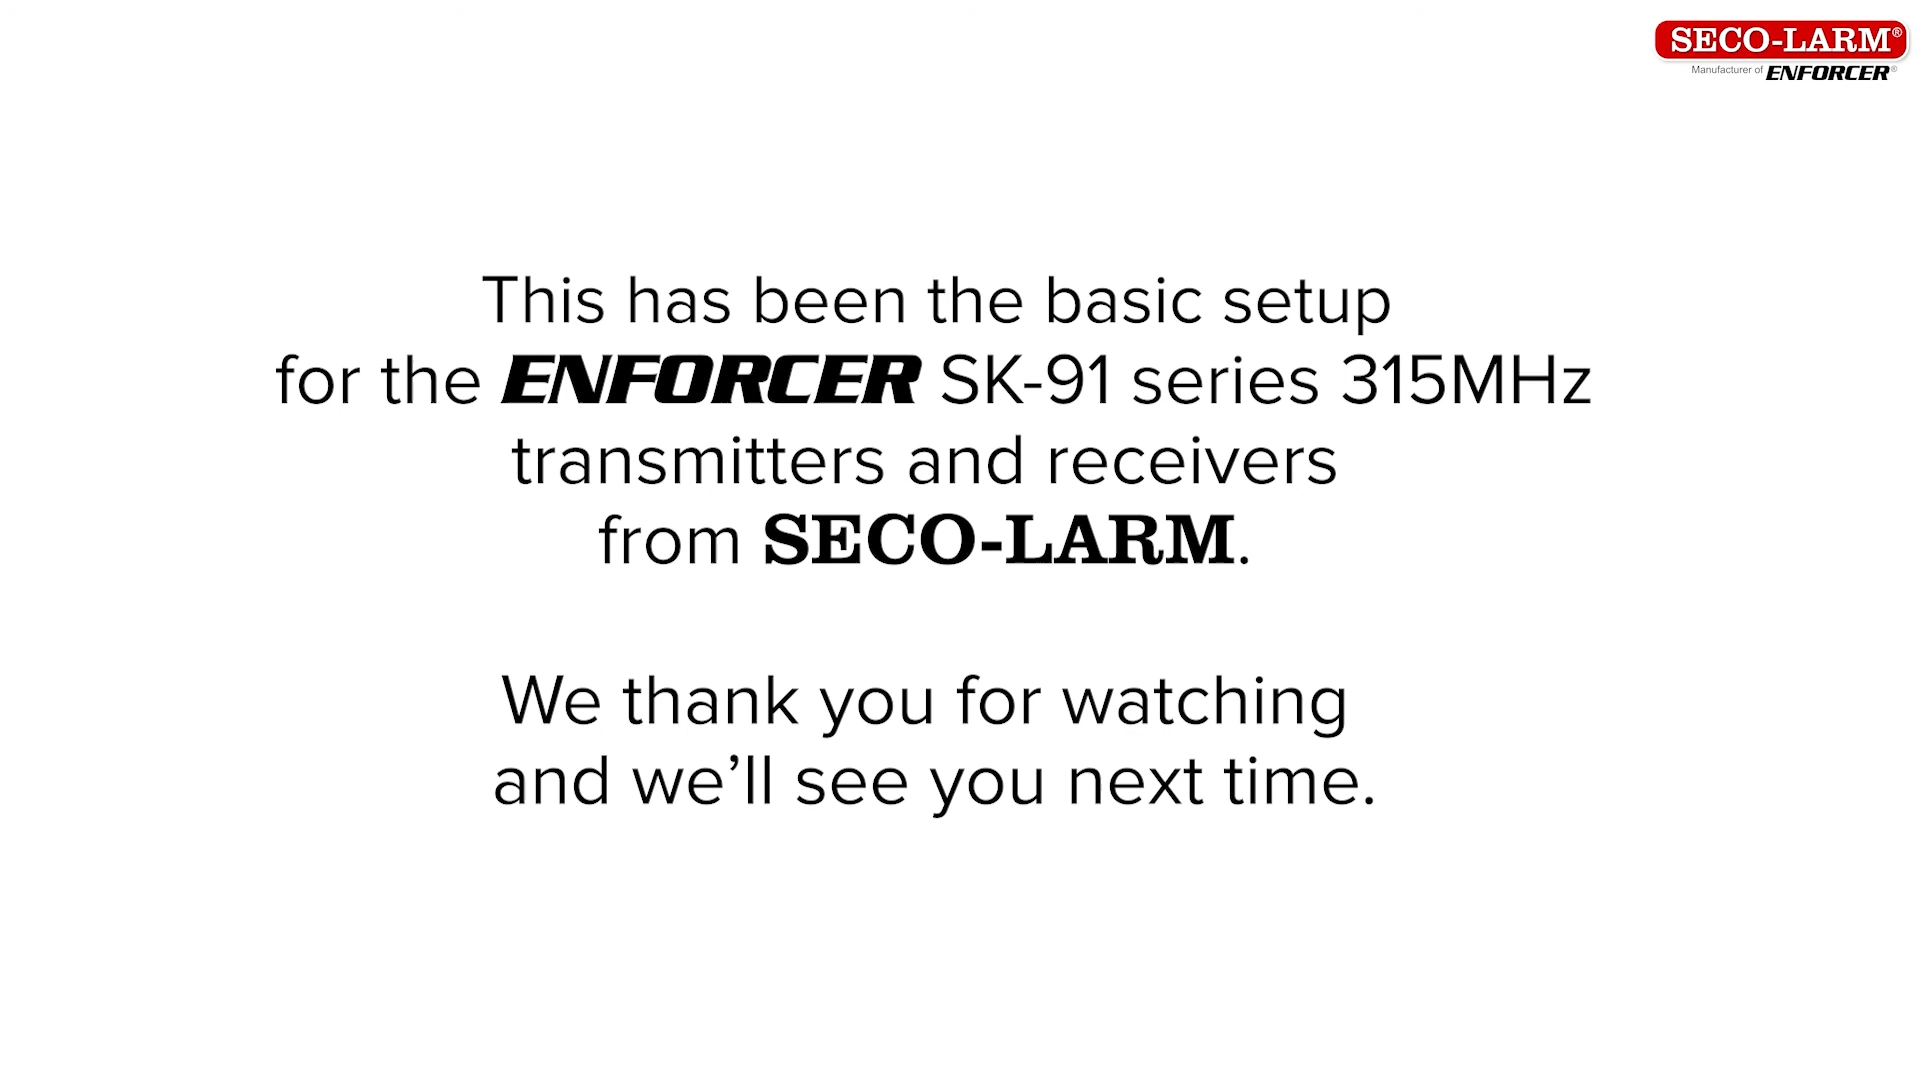 SECO-LARM®
Manufacturer of ENFORCER®
This has been the basic setup
for the ENFORCER SK-91 series 315MHz
transmitters and receivers
from SECO-LARM.
We thank you for watching
and we’ll see you next time.